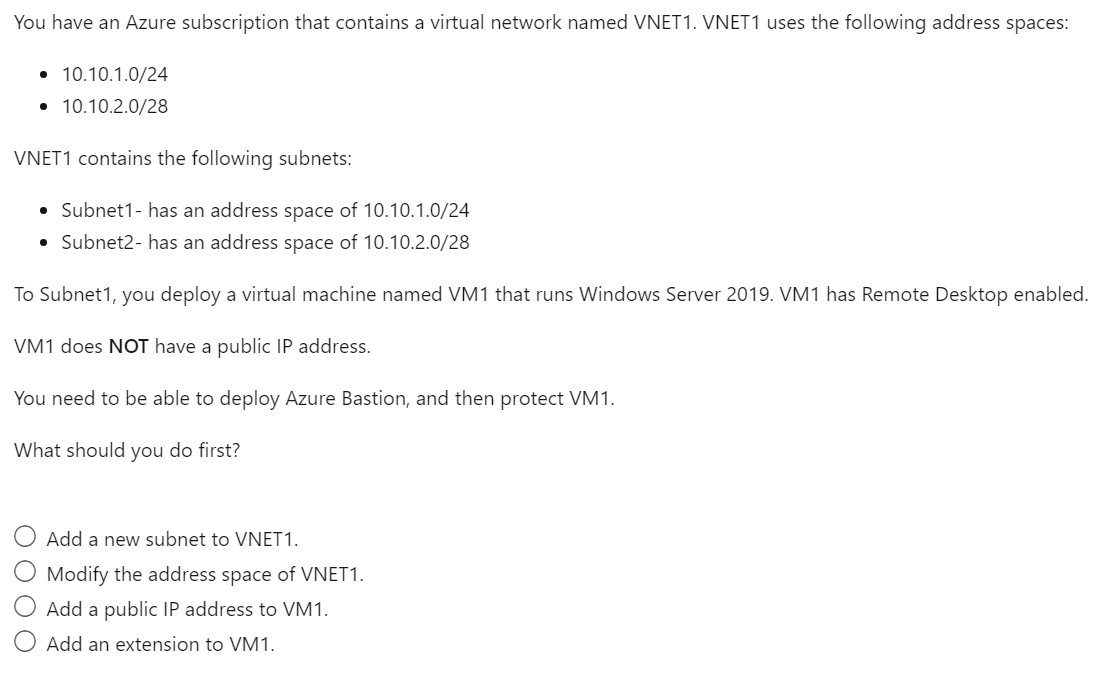 You have an Azure subscription that contains a virtual network named VNET1. VNET1 uses the following address spaces:
• 10.10.1.0/24
• 10.10.2.0/28
VNET1 contains the following subnets:
• Subnet1- has an address space of 10.10.1.0/24
• Subnet2- has an address space of 10.10.2.0/28
To Subnet1, you deploy a virtual machine named VM1 that runs Windows Server 2019. VM1 has Remote Desktop enabled.
VM1 does NOT have a public IP address.
You need to be able to deploy Azure Bastion, and then protect VM1.
What should you do first?
Add a new subnet to VNET1.
Modify the address space of VNET1.
Add a public IP address to VM1.
Add an extension to VM1.